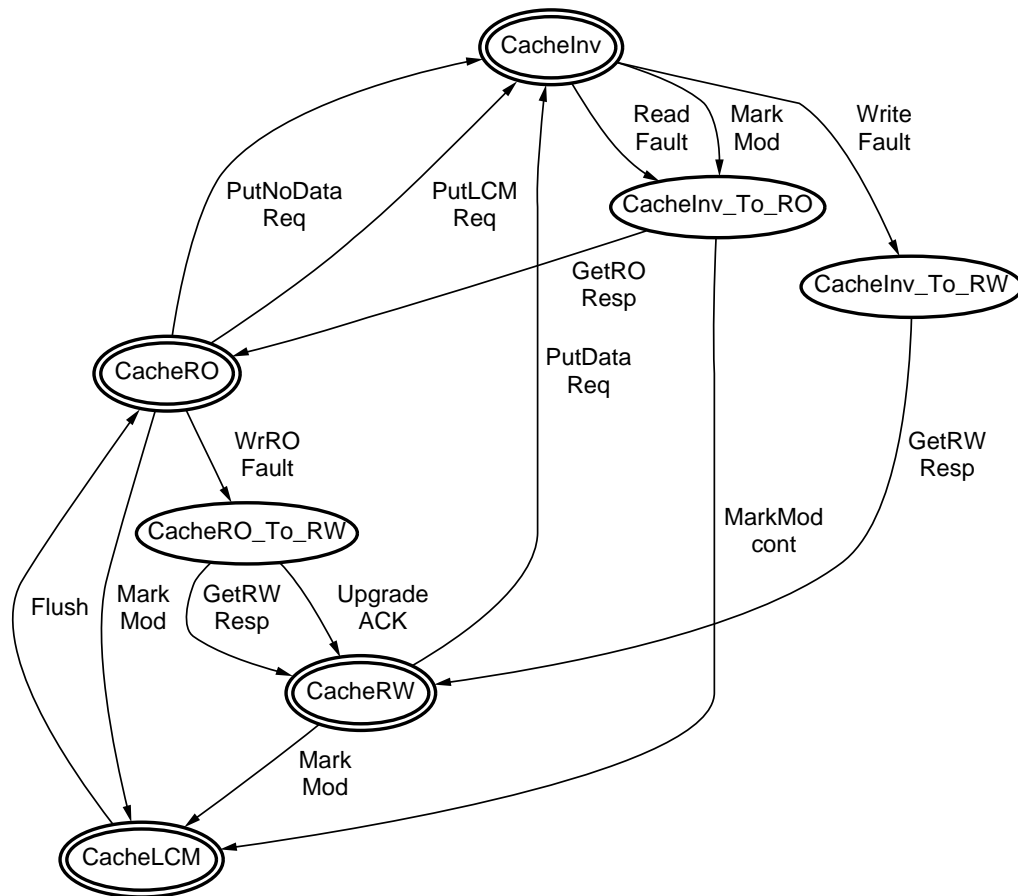 CacheInv
Read
Fault
Mark
Mod
Write
Fault
PutNoData
Req
PutLCM
Req
CacheInv_To_RO
GetRO
Resp
CacheInv_To_RW
CacheRO
PutData
Req
WrRO
Fault
GetRW
Resp
CacheRO_To_RW
MarkMod
cont
Flush
Mark
Mod
GetRW
Resp
Upgrade
ACK
CacheRW
Mark
Mod
CacheLCM